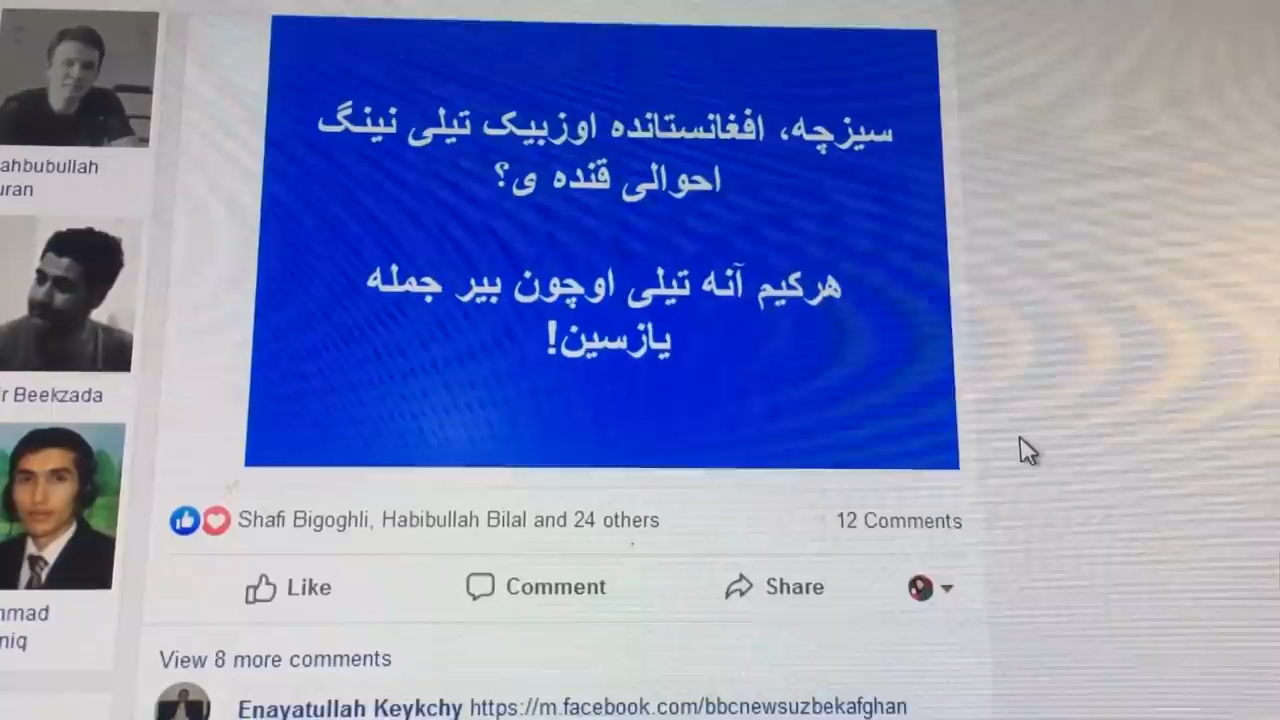 سیزچه، افغانستانده اوزبیک تیلی نینگ
احوالی قنده ی؟
هرکیم آنه تیلی اوچون بیر جمله
یازسین!
ahbubullah
uran
r Beekzada
nmad
niq
Shafi Bigoghli, Habibullah Bilal and 24 others
12 Comments
Like
Comment
Share
View 8 more comments
Enayatullah Keykchy https://m.facebook.com/bbcnewsuzbekafghan